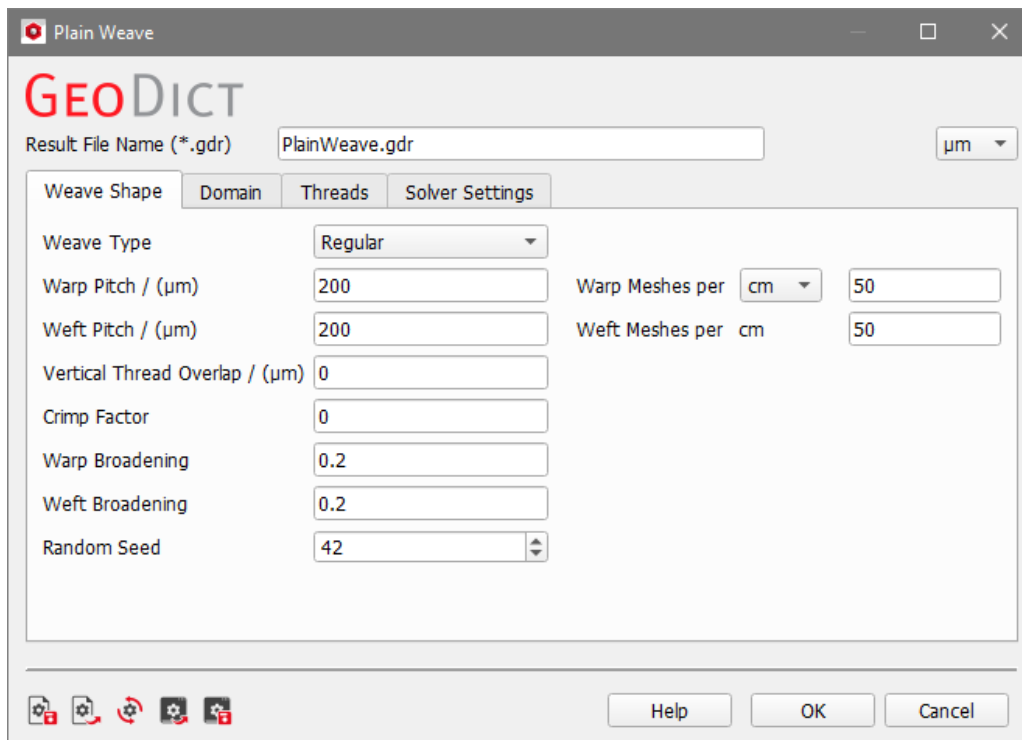 Plain Weave
GEODICT
Result File Name (*.gdr) PlainWeave.gdr µm
Weave Shape Domain Threads Solver Settings
Weave Type Regular
Warp Pitch / (µm) 200 Warp Meshes per cm 50
Weft Pitch / (µm) 200 Weft Meshes per cm 50
Vertical Thread Overlap / (µm) 0
Crimp Factor 0
Warp Broadening 0.2
Weft Broadening 0.2
Random Seed 42
Help OK Cancel